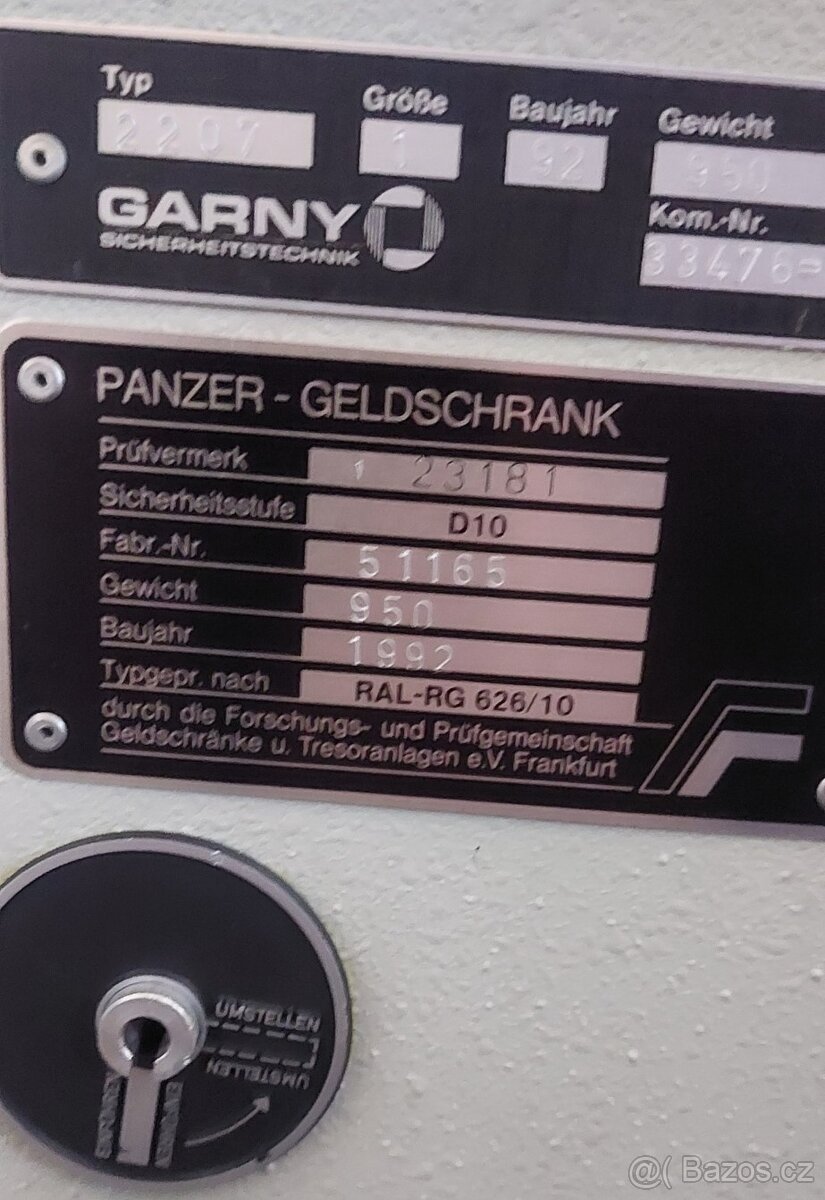 Typ Größe Baujahr Gewicht
2207 1 92 950
GARNY
SICHERHEITSTECHNIK
Kom.-Nr.
33476=
PANZER - GELDSCHRANK
Prüfvermerk 23181
Sicherheitsstufe D10
Fabr.-Nr. 51165
Gewicht 950
Baujahr 1992
Typgepr. nach RAL-RG 626/10
durch die Forschungs- und Prüfgemeinschaft
Geldschränke u. Tresoranlagen e.V. Frankfurt
UMSTELLEN
UMSTELLEN
@( Bazos.cz